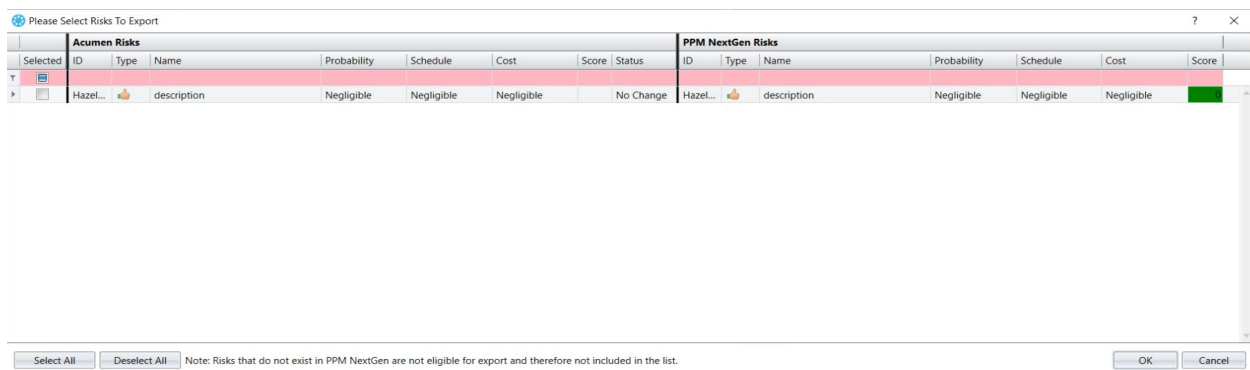 Please Select Risks To Export ? ×
Acumen Risks PPM NextGen Risks
Selected ID Type Name Probability Schedule Cost Score Status ID Type Name Probability Schedule Cost Score
Hazel... description Negligible Negligible Negligible No Change Hazel... description Negligible Negligible Negligible 0
Select All Deselect All Note: Risks that do not exist in PPM NextGen are not eligible for export and therefore not included in the list. OK Cancel